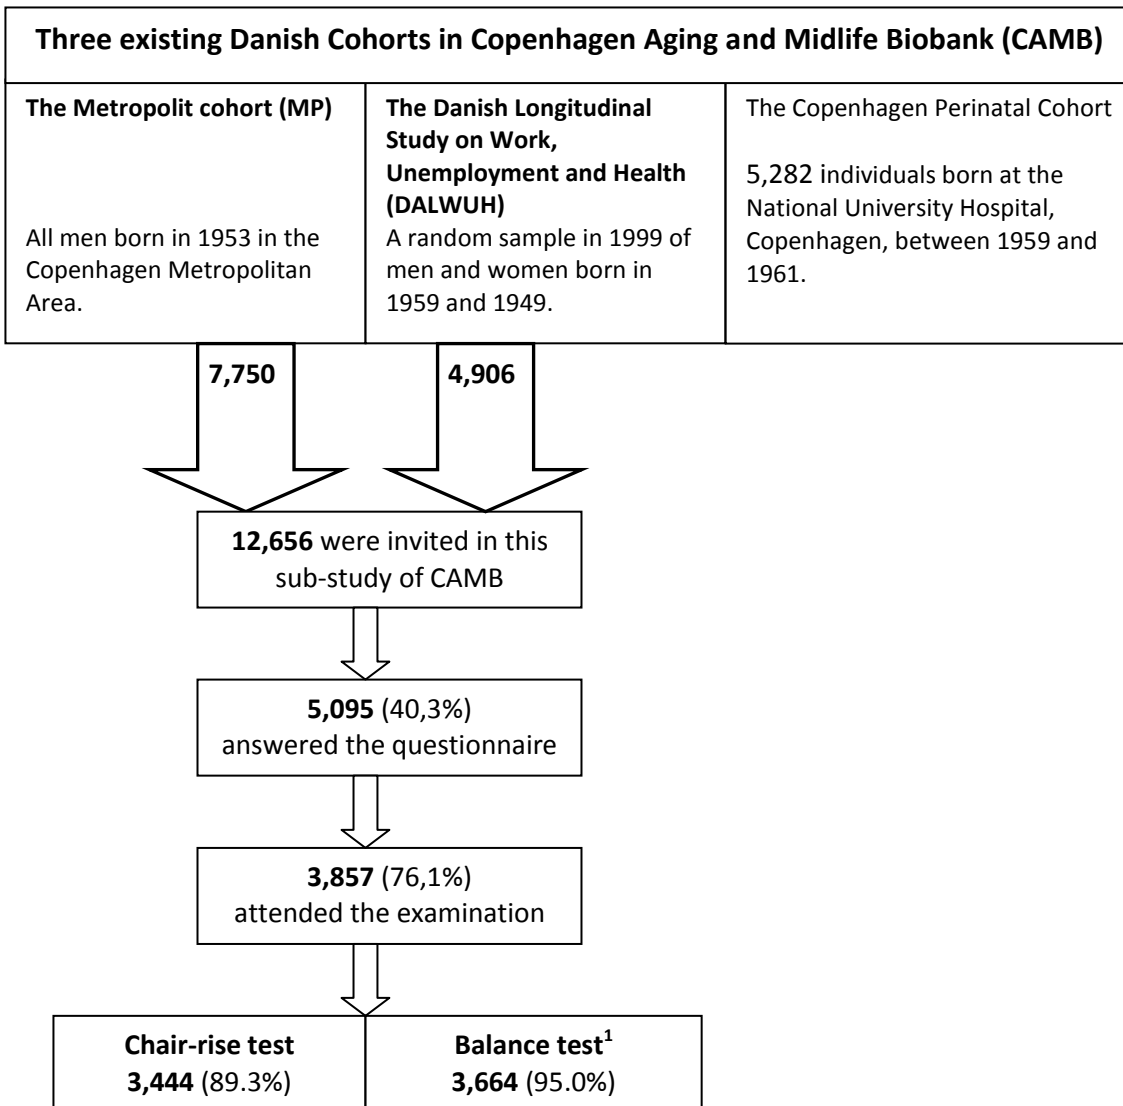 Three existing Danish Cohorts in Copenhagen Aging and Midlife Biobank (CAMB)
The Metropolit cohort (MP)
All men born in 1953 in the
Copenhagen Metropolitan
Area.
The Danish Longitudinal
Study on Work,
Unemployment and Health
(DALWUH)
A random sample in 1999 of
men and women born in
1959 and 1949.
The Copenhagen Perinatal Cohort
5,282 individuals born at the
National University Hospital,
Copenhagen, between 1959 and
1961.
7,750
4,906
12,656 were invited in this
sub-study of CAMB
5,095 (40,3%)
answered the questionnaire
3,857 (76,1%)
attended the examination
Chair-rise test
3,444 (89.3%)
Balance test¹
3,664 (95.0%)